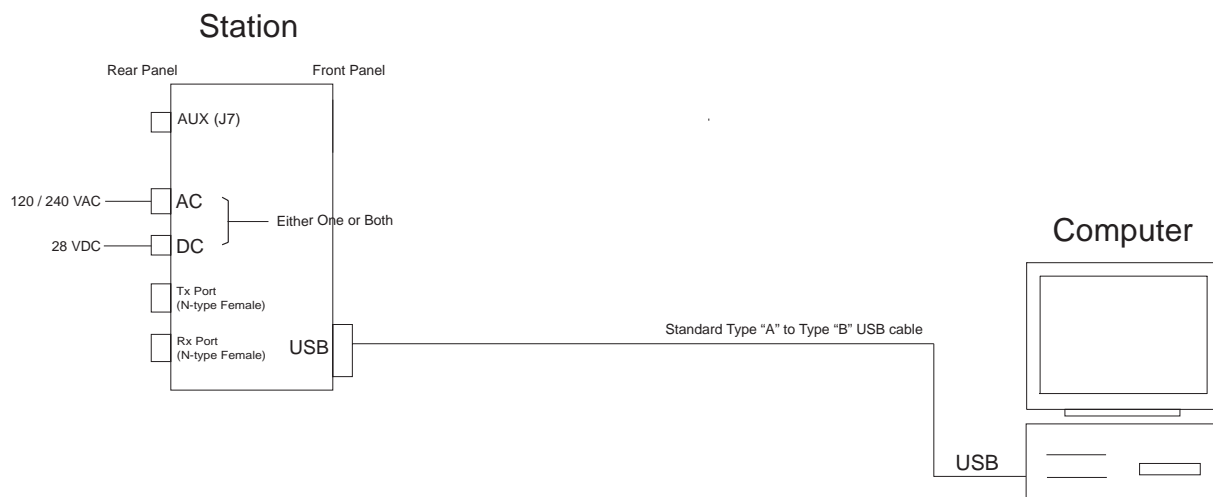 Station
Rear Panel
Front Panel
AUX (J7)
120 / 240 VAC
AC
Either One or Both
28 VDC
DC
Computer
Tx Port
(N-type Female)
Rx Port
(N-type Female)
USB
Standard Type “A” to Type “B” USB cable
USB